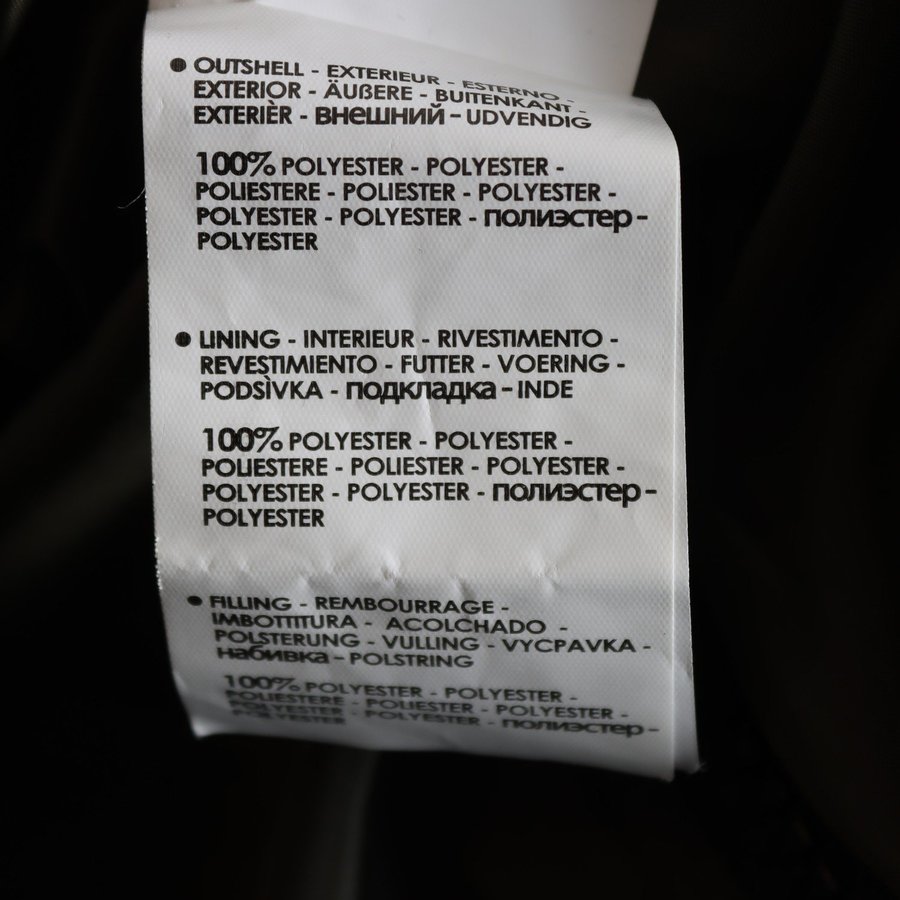 • OUTSHELL - EXTERIEUR - ESTERNO -
EXTERIOR - ÄUßERE - BUITENKANT -
EXTERIÈR - внешний - UDVENDIG
100% POLYESTER - POLYESTER -
POLIESTERE - POLIESTER - POLYESTER -
POLYESTER - POLYESTER - полиэстер -
POLYESTER
• LINING - INTERIEUR - RIVESTIMENTO -
REVESTIMIENTO - FUTTER - VOERING -
PODSÌVKA - подкладка - INDE
100% POLYESTER - POLYESTER -
POLIESTERE - POLIESTER - POLYESTER -
POLYESTER - POLYESTER - полиэстер -
POLYESTER
• FILLING - REMBOURRAGE -
IMBOTTITURA - ACOLCHADO -
POLSTERUNG - VULLING - VYCPAVKA -
набивка - POLSTRING
100% POLYESTER - POLYESTER -
POLIESTERE - POLIESTER - POLYESTER -
POLYESTER - POLYESTER - полиэстер -
POLYESTER